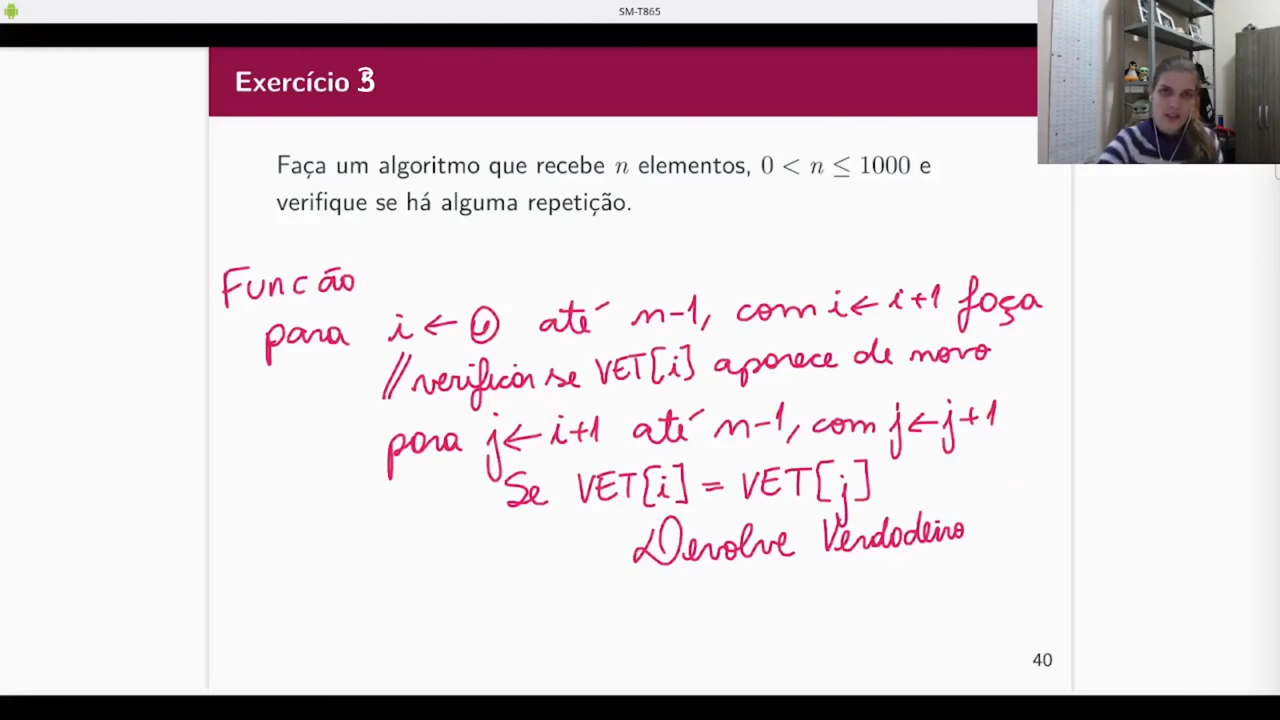 SM-T865
Exercício 3
Faça um algoritmo que recebe n elementos, 0 < n ≤ 1000 e
verifique se há alguma repetição.
Funcão
para i ← 0 até n-1, com i ← i+1 faça
// verificar se VET[i] aparece de novo
para j ← i+1 até n-1, com j ← j+1
Se VET[i] = VET[j]
Devolve Verdadeiro
40